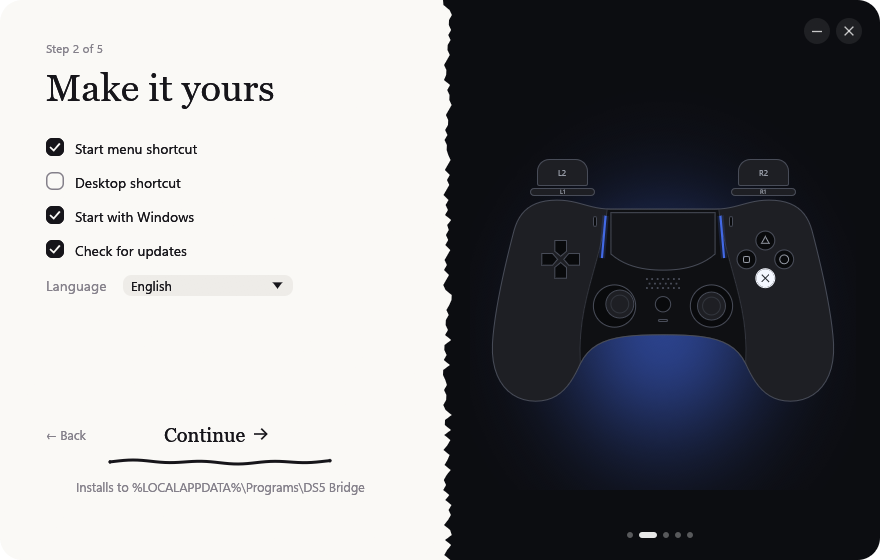 Step 2 of 5
Make it yours
Start menu shortcut
Desktop shortcut
Start with Windows
Check for updates
Language English
← Back
Continue →
Installs to %LOCALAPPDATA%\Programs\DS5 Bridge
L2
L1
R2
R1